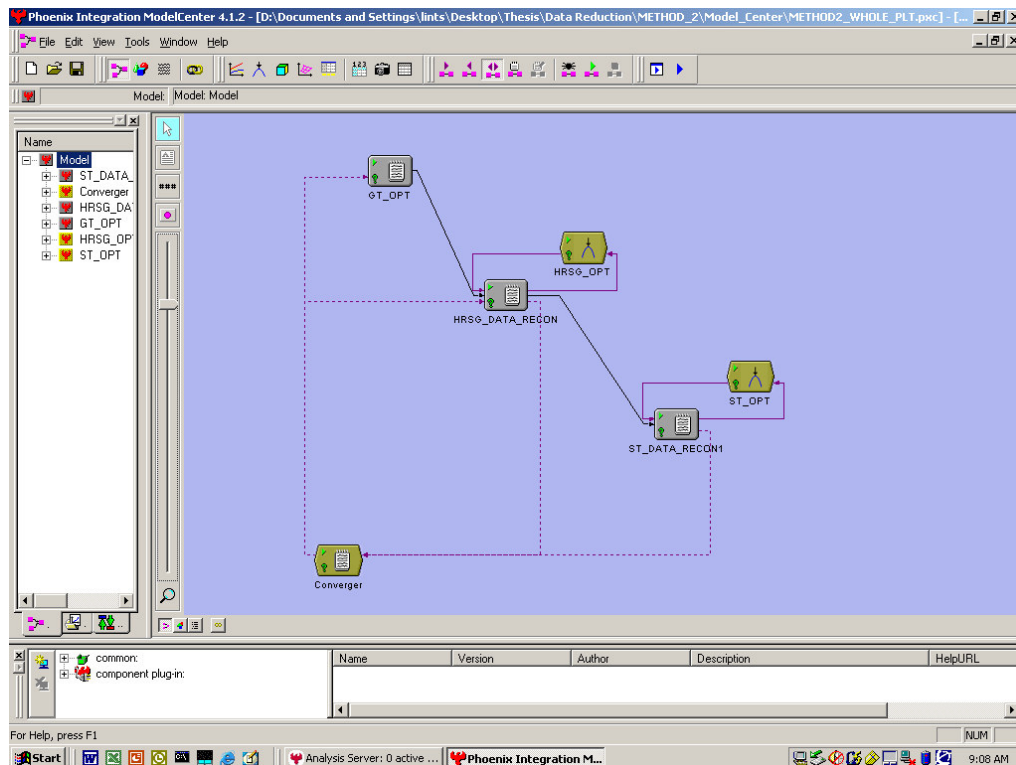 Phoenix Integration ModelCenter 4.1.2 - [D:\Documents and Settings\lints\Desktop\Thesis\Data Reduction\METHOD_2\Model_Center\METHOD2_WHOLE_PLT.pxc] - [...
File Edit View Tools Window Help
Model: Model: Model
Name
Model
ST_DATA_
Converger
HRSG_DA
GT_OPT
HRSG_OP
ST_OPT
GT_OPT
HRSG_OPT
HRSG_DATA_RECON
ST_OPT
ST_DATA_RECON1
Converger
common:
component plug-in:
Name Version Author Description HelpURL
For Help, press F1
NUM
Start
Analysis Server: 0 active ...
Phoenix Integration M...
9:08 AM